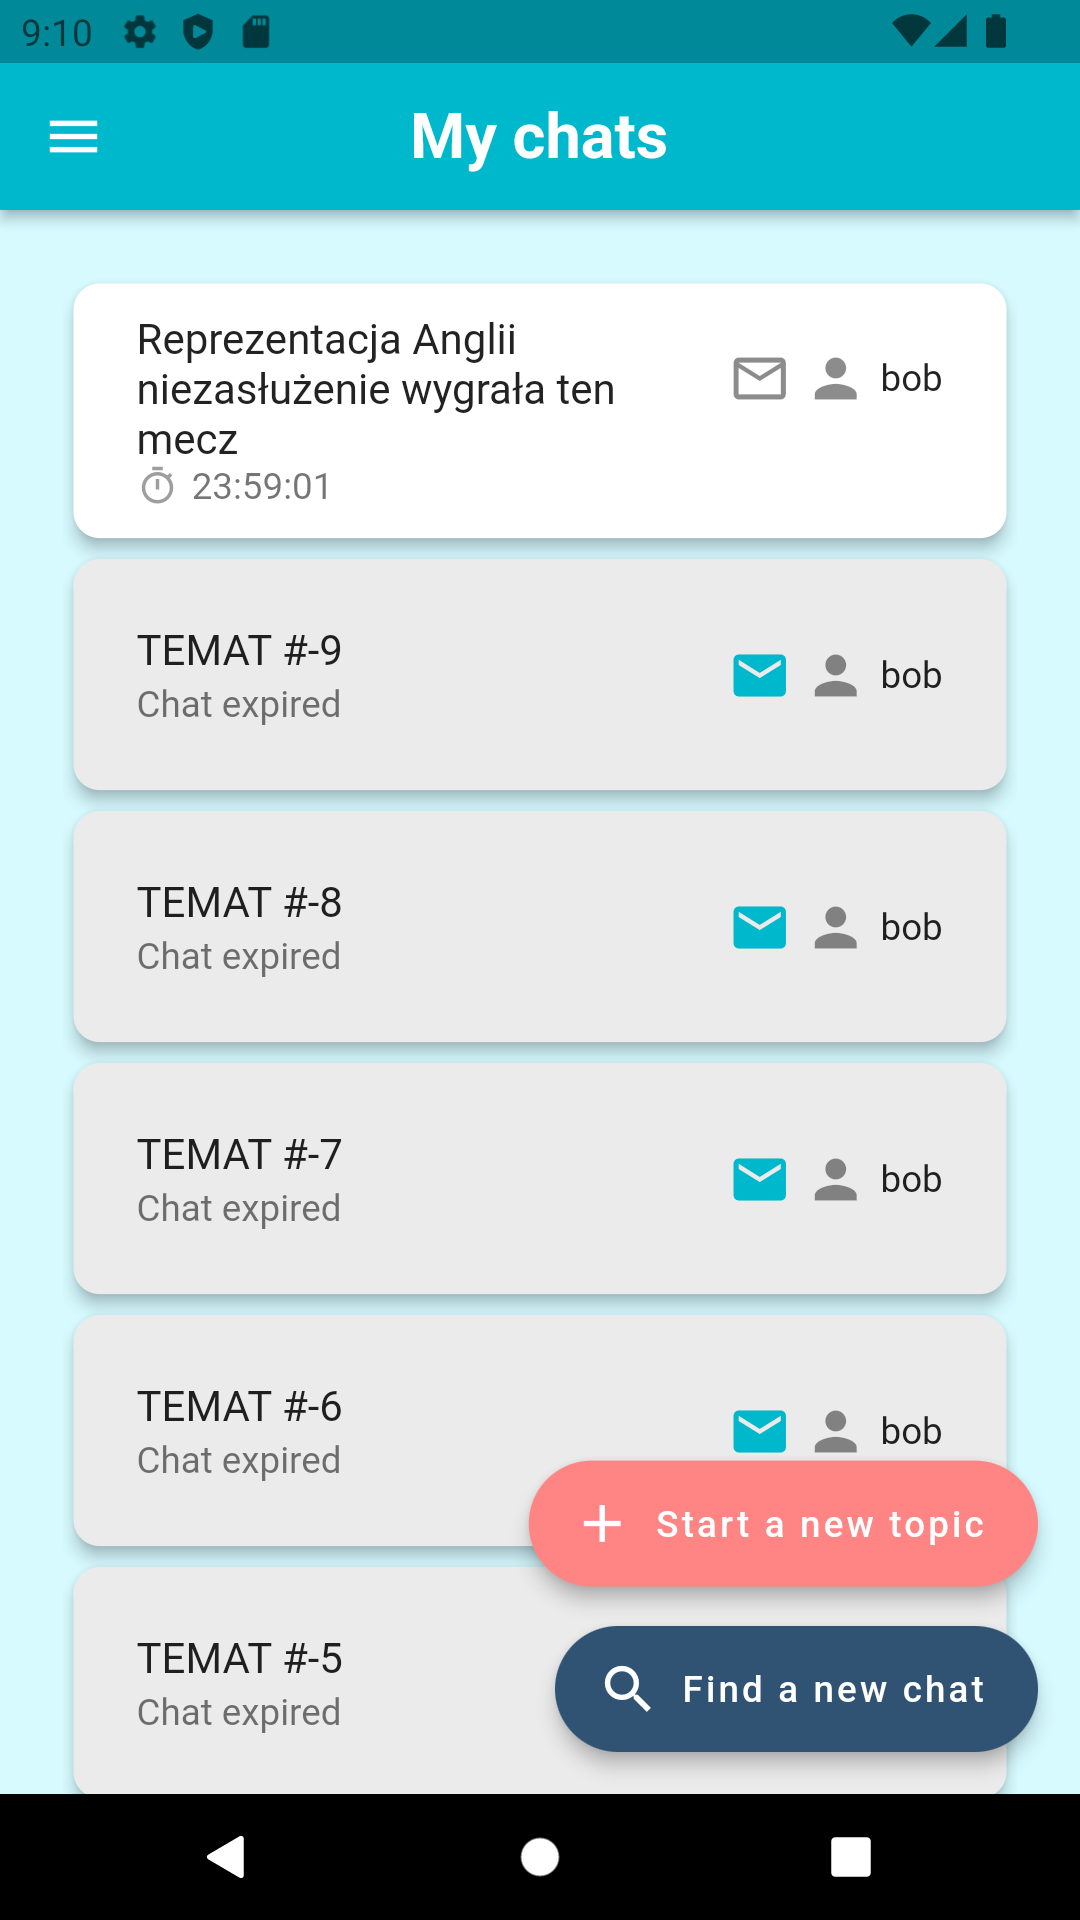 9:10
My chats
Reprezentacja Anglii
niezasłużenie wygrała ten
mecz
23:59:01
bob
TEMAT #-9
Chat expired
bob
TEMAT #-8
Chat expired
bob
TEMAT #-7
Chat expired
bob
TEMAT #-6
Chat expired
bob
Start a new topic
TEMAT #-5
Chat expired
Find a new chat